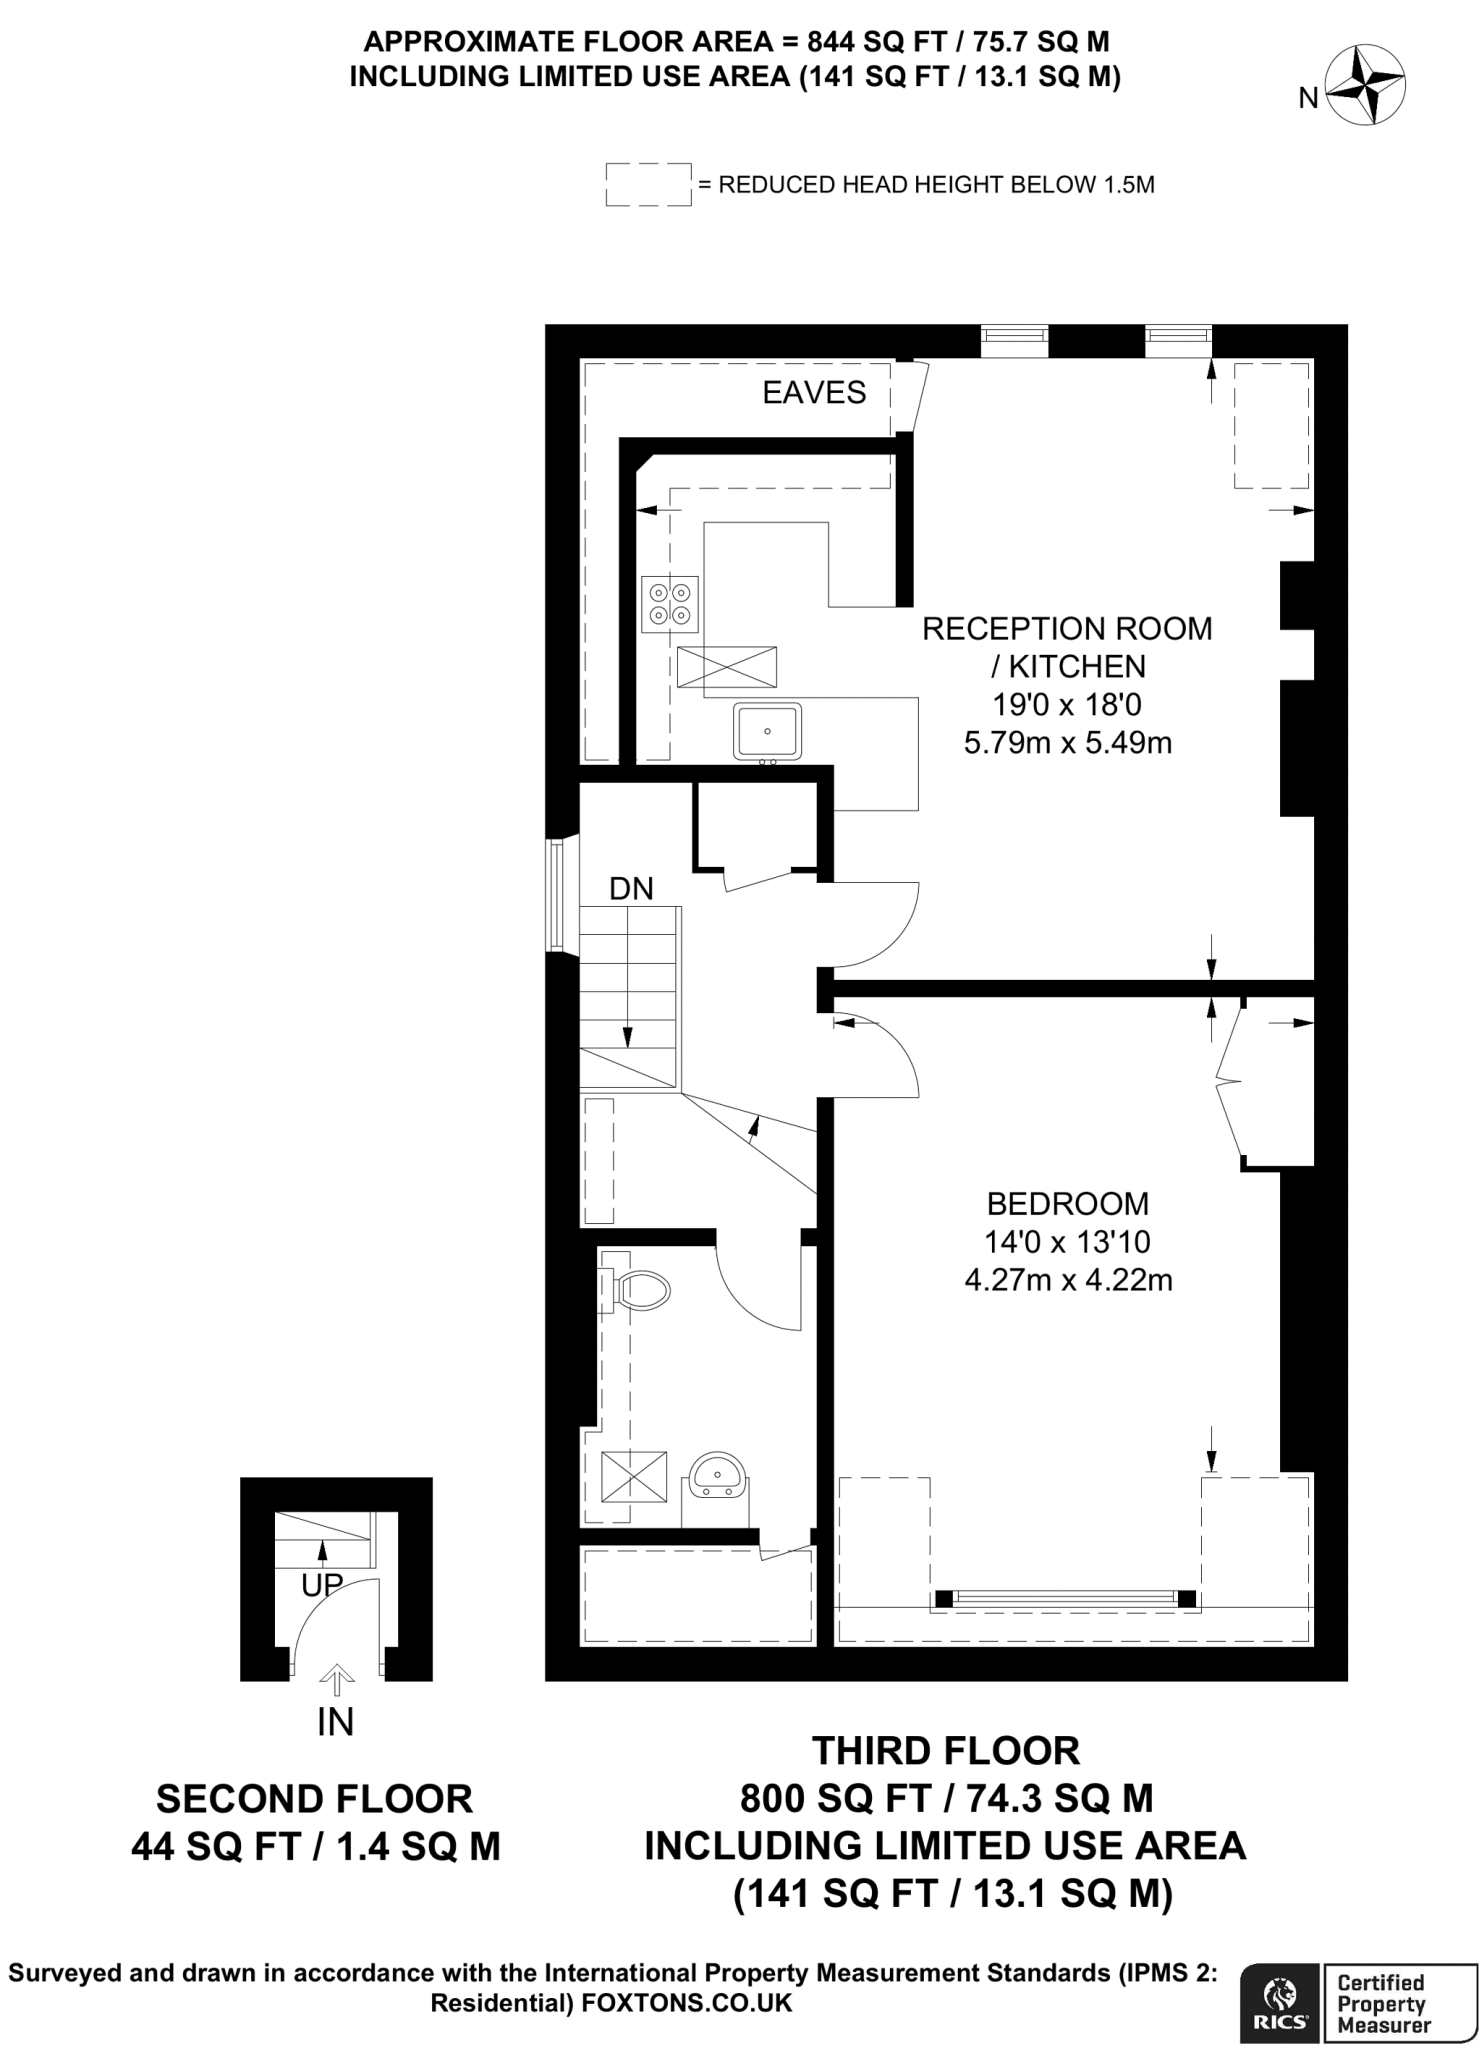 APPROXIMATE FLOOR AREA = 844 SQ FT / 75.7 SQ M
INCLUDING LIMITED USE AREA (141 SQ FT / 13.1 SQ M)
N
= REDUCED HEAD HEIGHT BELOW 1.5M
EAVES
RECEPTION ROOM
/ KITCHEN
19'0 x 18'0
5.79m x 5.49m
DN
BEDROOM
14'0 x 13'10
4.27m x 4.22m
UP
IN
SECOND FLOOR
44 SQ FT / 1.4 SQ M
THIRD FLOOR
800 SQ FT / 74.3 SQ M
INCLUDING LIMITED USE AREA
(141 SQ FT / 13.1 SQ M)
Surveyed and drawn in accordance with the International Property Measurement Standards (IPMS 2:
Residential) FOXTONS.CO.UK
RICS
Certified
Property
Measurer